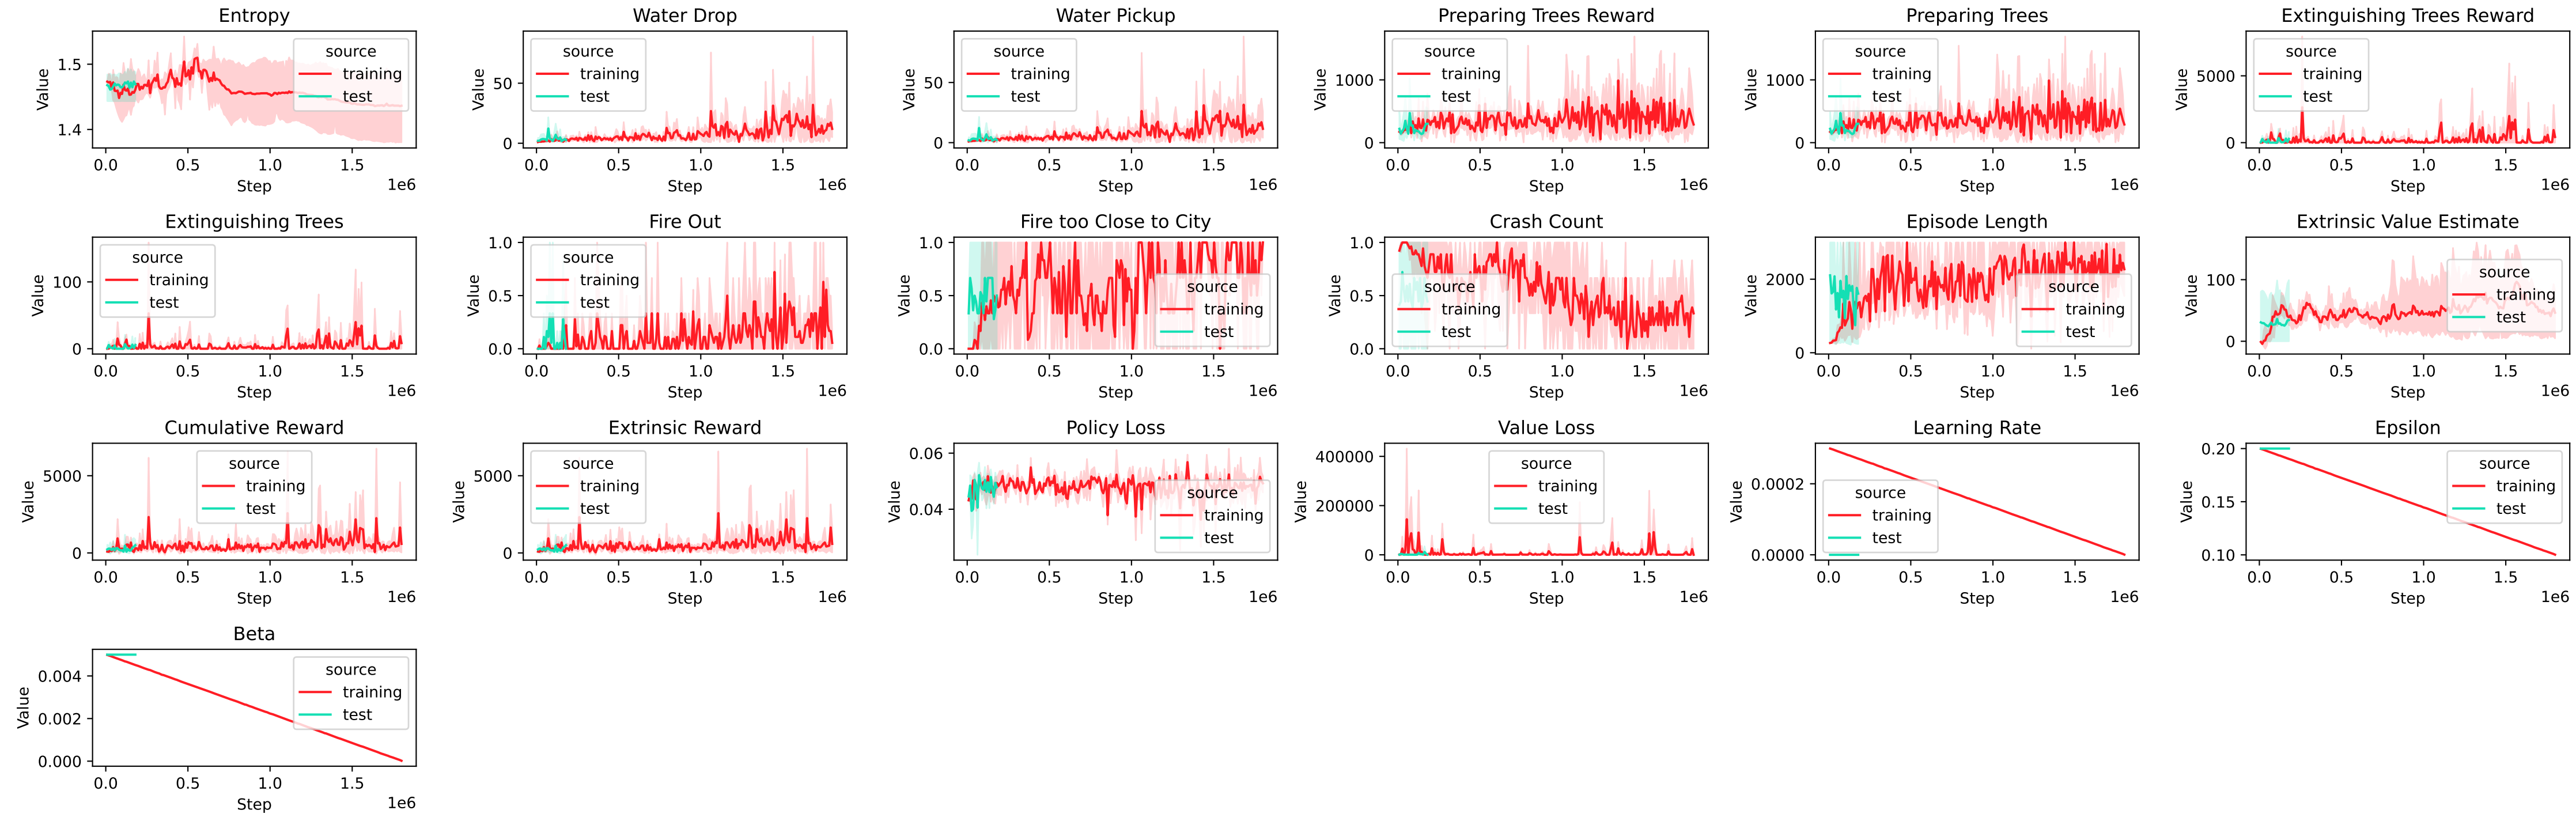 Entropy
Value
1.5
1.4
source
training
test
0.0 0.5 1.0 1.5
Step
1e6
Water Drop
Value
50
0
source
training
test
0.0 0.5 1.0 1.5
Step
1e6
Water Pickup
Value
50
0
source
training
test
0.0 0.5 1.0 1.5
Step
1e6
Preparing Trees Reward
Value
1000
0
source
training
test
0.0 0.5 1.0 1.5
Step
1e6
Preparing Trees
Value
1000
0
source
training
test
0.0 0.5 1.0 1.5
Step
1e6
Extinguishing Trees Reward
Value
5000
0
source
training
test
0.0 0.5 1.0 1.5
Step
1e6
Extinguishing Trees
Value
100
0
source
training
test
0.0 0.5 1.0 1.5
Step
1e6
Fire Out
Value
1.0
0.5
0.0
source
training
test
0.0 0.5 1.0 1.5
Step
1e6
Fire too Close to City
Value
1.0
0.5
0.0
source
training
test
0.0 0.5 1.0 1.5
Step
1e6
Crash Count
Value
1.0
0.5
0.0
source
training
test
0.0 0.5 1.0 1.5
Step
1e6
Episode Length
Value
2000
0
source
training
test
0.0 0.5 1.0 1.5
Step
1e6
Extrinsic Value Estimate
Value
100
0
source
training
test
0.0 0.5 1.0 1.5
Step
1e6
Cumulative Reward
Value
5000
0
source
training
test
0.0 0.5 1.0 1.5
Step
1e6
Extrinsic Reward
Value
5000
0
source
training
test
0.0 0.5 1.0 1.5
Step
1e6
Policy Loss
Value
0.06
0.04
source
training
test
0.0 0.5 1.0 1.5
Step
1e6
Value Loss
Value
400000
200000
0
source
training
test
0.0 0.5 1.0 1.5
Step
1e6
Learning Rate
Value
0.0002
0.0000
source
training
test
0.0 0.5 1.0 1.5
Step
1e6
Epsilon
Value
0.20
0.15
0.10
source
training
test
0.0 0.5 1.0 1.5
Step
1e6
Beta
Value
0.004
0.002
0.000
source
training
test
0.0 0.5 1.0 1.5
Step
1e6